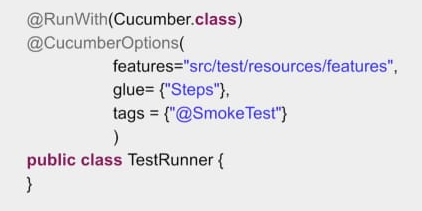 @RunWith(Cucumber.class)
@CucumberOptions(
features="src/test/resources/features",
glue= {"Steps"},
tags = {"@SmokeTest"}
)
public class TestRunner {
}